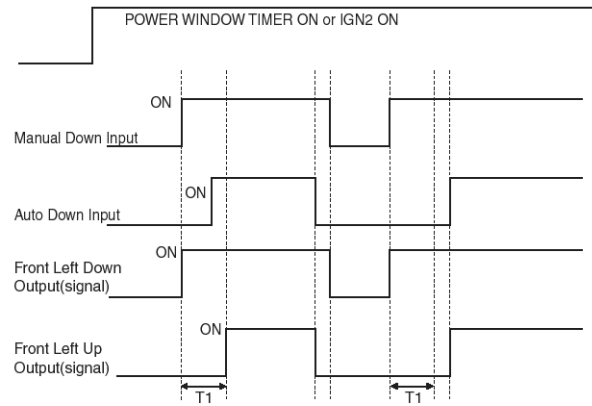 POWER WINDOW TIMER ON or IGN2 ON
ON
Manual Down Input
ON
Auto Down Input
ON
Front Left Down
Output(signal)
ON
Front Left Up
Output(signal)
T1
T1